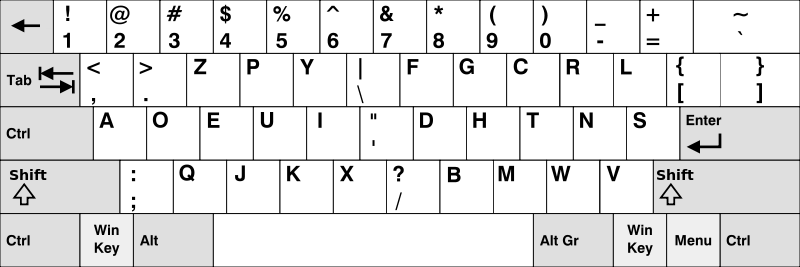 ! @ # $ % ^ & * ( ) _ + ~
1 2 3 4 5 6 7 8 9 0 - = `
Tab < > Z P Y | F G C R L { }
, . \ [ ]
Ctrl A O E U I " D H T N S Enter
'
Shift : Q J K X ? B M W V Shift
; /
Ctrl Win Key Alt Alt Gr Win Key Menu Ctrl